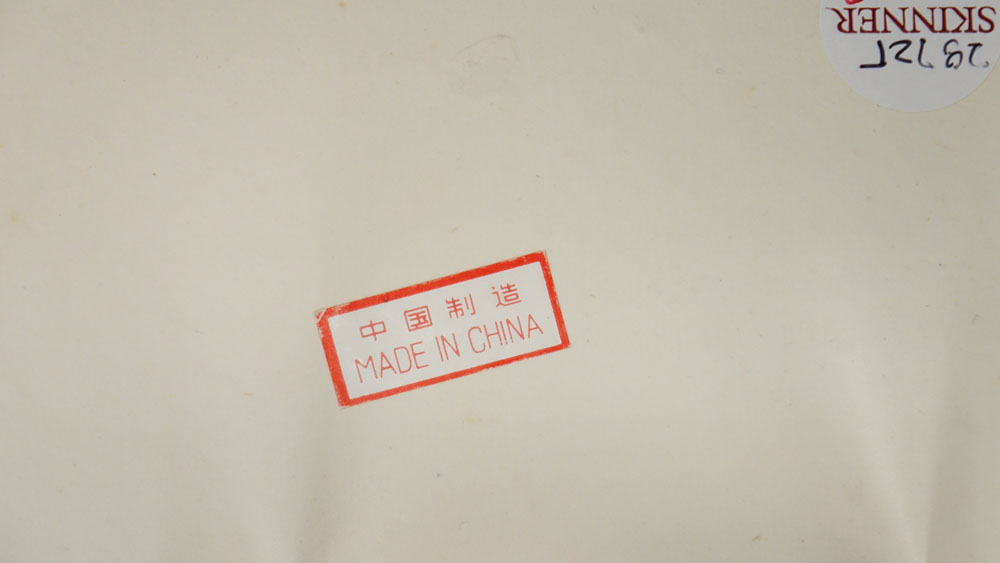 SKINNER
中国制造
MADE IN CHINA